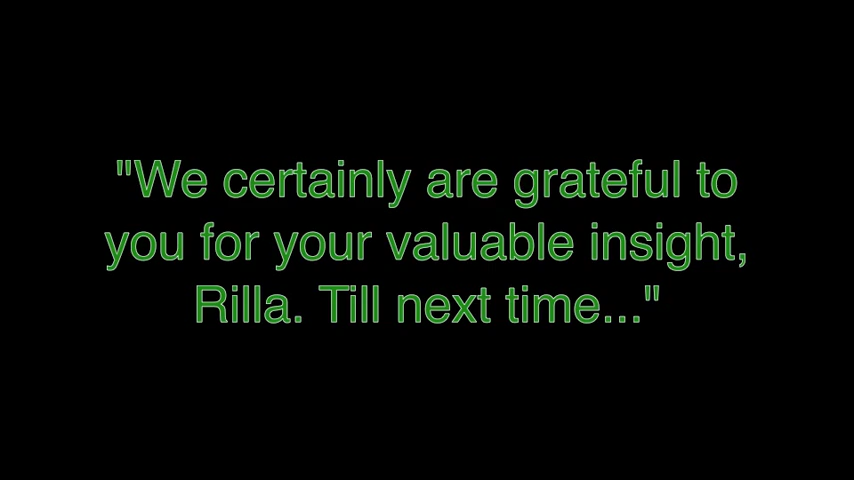 "We certainly are grateful to
you for your valuable insight,
Rilla. Till next time..."